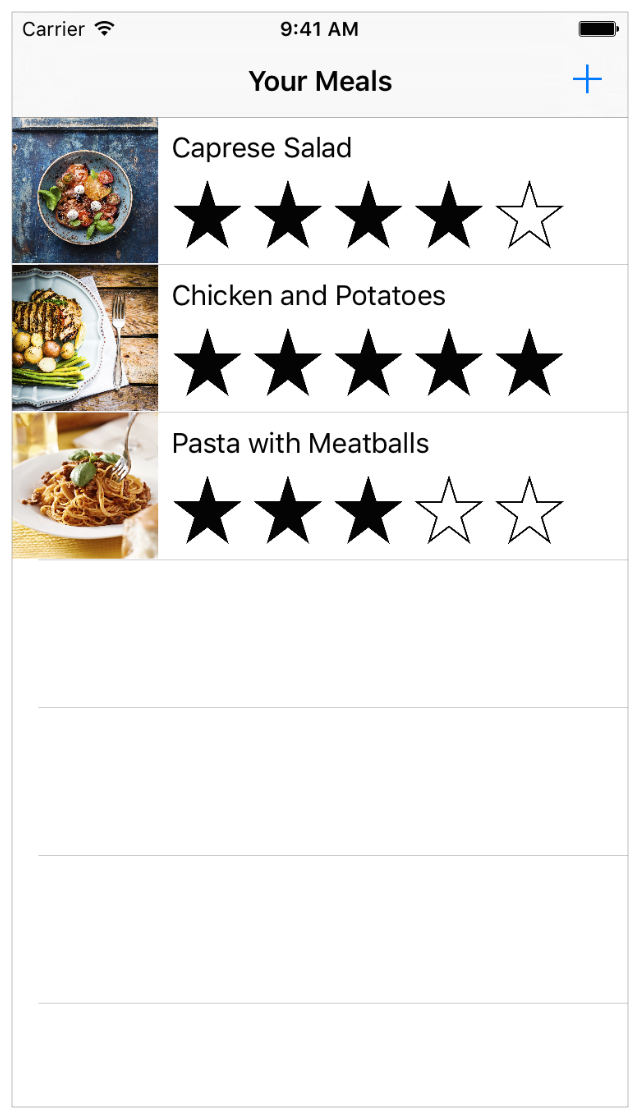 Carrier 9:41 AM
Your Meals
Caprese Salad
Chicken and Potatoes
Pasta with Meatballs